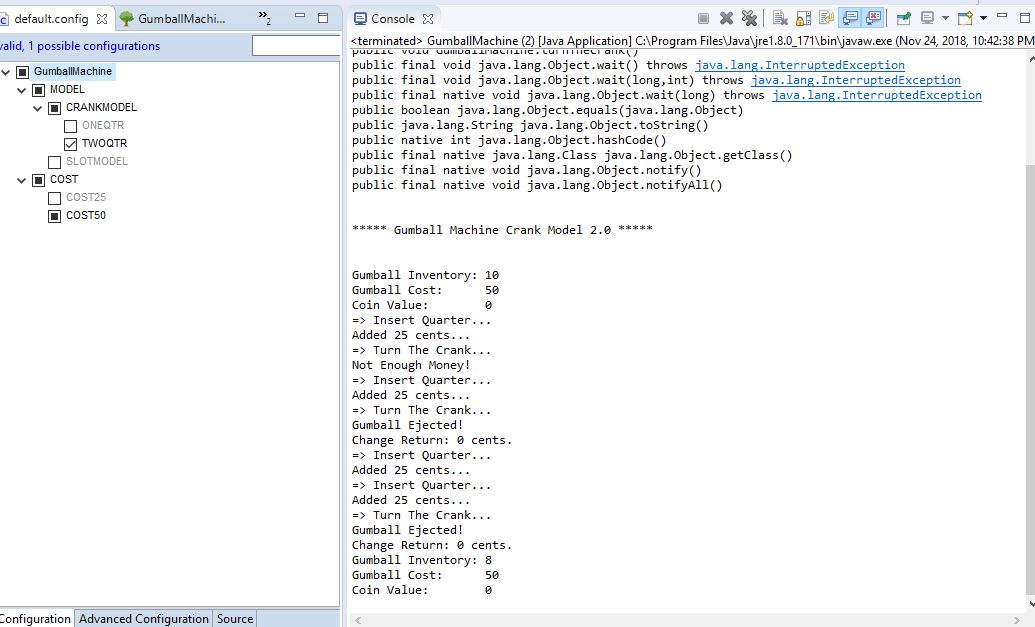 default.config
GumballMachi...
2
valid, 1 possible configurations
GumballMachine
MODEL
CRANKMODEL
ONEQTR
TWOQTR
SLOTMODEL
COST
COST25
COST50
Configuration
Advanced Configuration
Source
Console
<terminated> GumballMachine (2) [Java Application] C:\Program Files\Java\jre1.8.0_171\bin\javaw.exe (Nov 24, 2018, 10:42:38 PM
public void GumballMachine.turnTheCrank()
public final void java.lang.Object.wait() throws java.lang.InterruptedException
public final void java.lang.Object.wait(long,int) throws java.lang.InterruptedException
public final native void java.lang.Object.wait(long) throws java.lang.InterruptedException
public boolean java.lang.Object.equals(java.lang.Object)
public java.lang.String java.lang.Object.toString()
public native int java.lang.Object.hashCode()
public final native java.lang.Class java.lang.Object.getClass()
public final native void java.lang.Object.notify()
public final native void java.lang.Object.notifyAll()
***** Gumball Machine Crank Model 2.0 *****
Gumball Inventory: 10
Gumball Cost: 50
Coin Value: 0
=> Insert Quarter...
Added 25 cents...
=> Turn The Crank...
Not Enough Money!
=> Insert Quarter...
Added 25 cents...
=> Turn The Crank...
Gumball Ejected!
Change Return: 0 cents.
=> Insert Quarter...
Added 25 cents...
=> Insert Quarter...
Added 25 cents...
=> Turn The Crank...
Gumball Ejected!
Change Return: 0 cents.
Gumball Inventory: 8
Gumball Cost: 50
Coin Value: 0